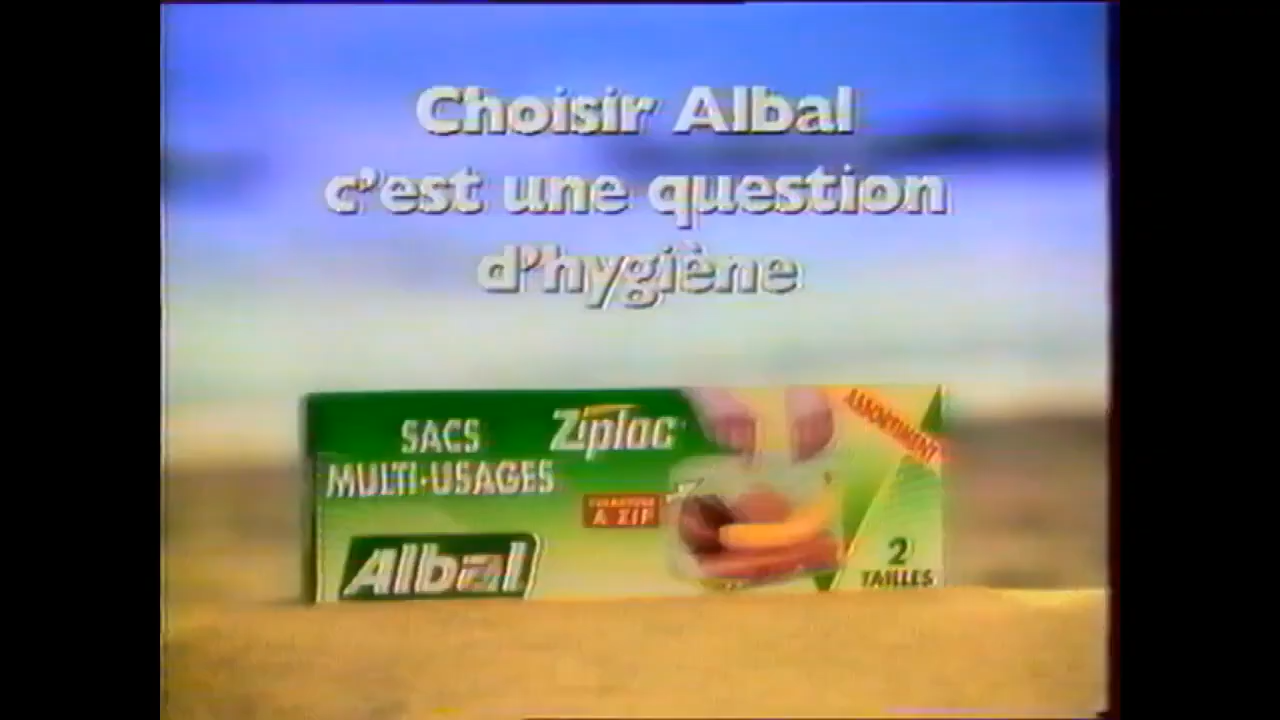 Choisir Albal
c'est une question
d'hygiène
SACS
MULTI-USAGES
Ziploc
ASSORTIMENT
A ZIP
Albal
2
TAILLES